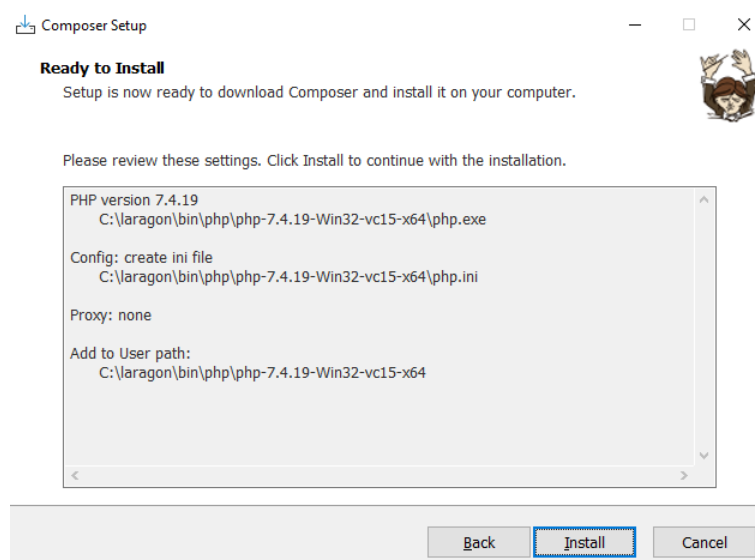 Composer Setup
Ready to Install
Setup is now ready to download Composer and install it on your computer.
Please review these settings. Click Install to continue with the installation.
PHP version 7.4.19
C:\laragon\bin\php\php-7.4.19-Win32-vc15-x64\php.exe
Config: create ini file
C:\laragon\bin\php\php-7.4.19-Win32-vc15-x64\php.ini
Proxy: none
Add to User path:
C:\laragon\bin\php\php-7.4.19-Win32-vc15-x64
Back Install Cancel